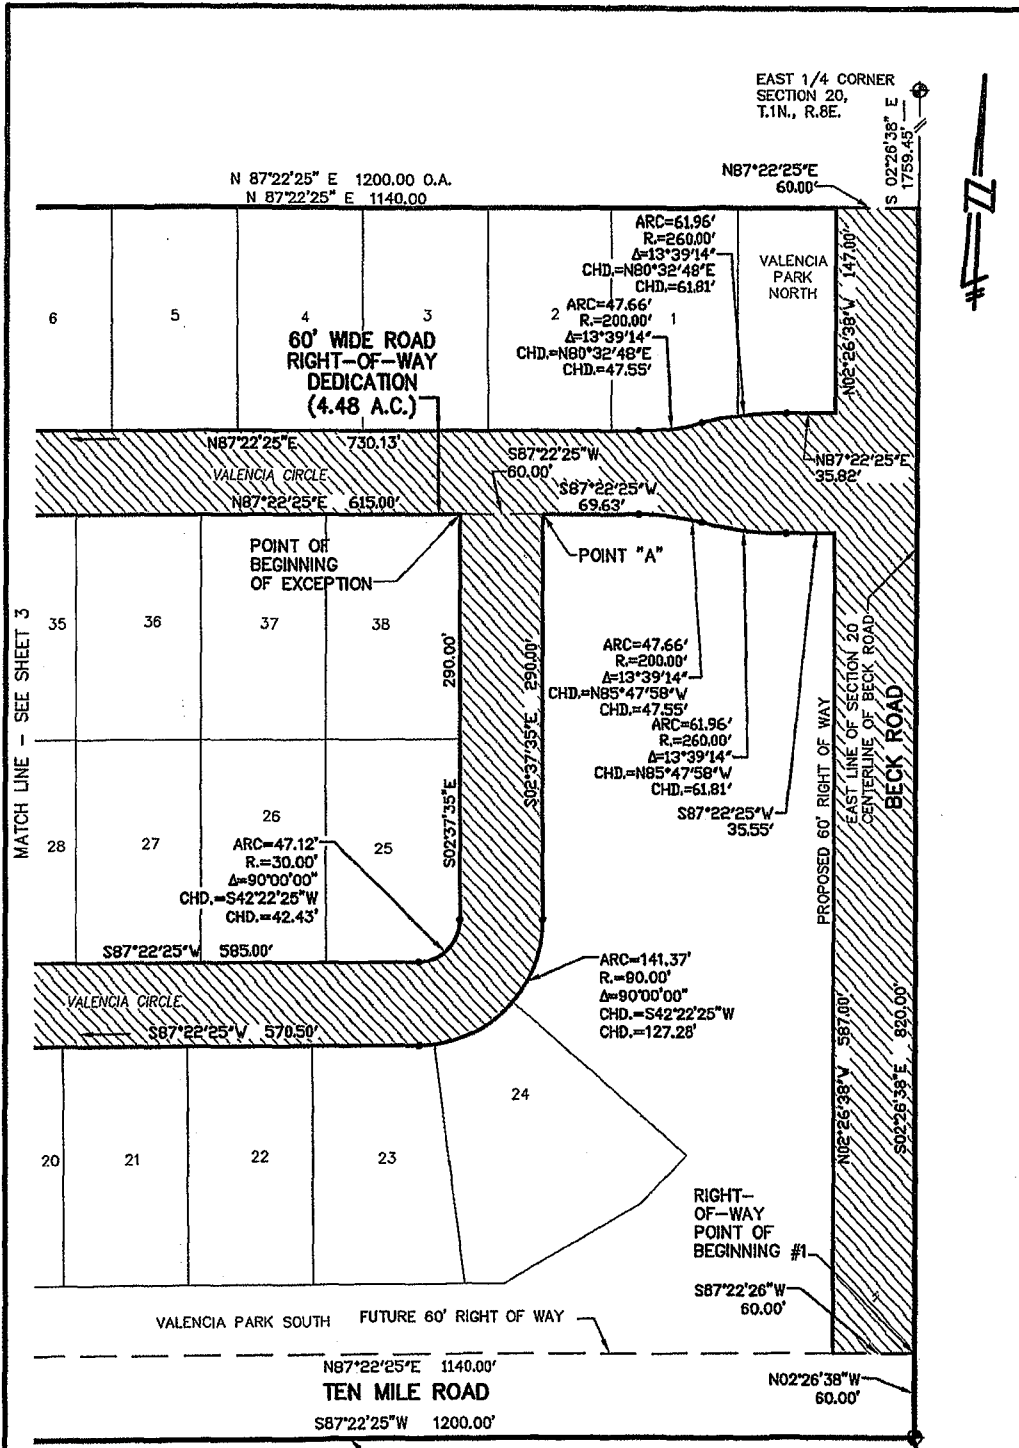 EAST 1/4 CORNER
SECTION 20,
T.1N., R.8E.
S 02°26'38" E
1759.45'
N87°22'25"E
60.00'
N 87°22'25" E 1200.00 O.A.
N 87°22'25" E 1140.00
ARC=61.96'
R.=260.00'
Δ=13°39'14"
CHD.=N80°32'48"E
CHD.=61.81'
VALENCIA
PARK
NORTH
N02°26'38"W 147.00'
6
5
4
3
2
1
ARC=47.66'
R.=200.00'
Δ=13°39'14"
CHD.=N80°32'48"E
CHD.=47.55'
60' WIDE ROAD
RIGHT-OF-WAY
DEDICATION
(4.48 A.C.)
N87°22'25"E 730.13'
VALENCIA CIRCLE
N87°22'25"E 615.00'
S87°22'25"W
60.00'
S87°22'25"W
69.63'
N87°22'25"E
35.82'
POINT OF
BEGINNING
OF EXCEPTION
POINT "A"
MATCH LINE - SEE SHEET 3
35
36
37
38
290.00'
S02°37'35"E
S02°37'35"E 290.00'
ARC=47.66'
R.=200.00'
Δ=13°39'14"
CHD.=N85°47'58"W
CHD.=47.55'
ARC=61.96'
R.=260.00'
Δ=13°39'14"
CHD.=N85°47'58"W
CHD.=61.81'
S87°22'25"W
35.55'
PROPOSED 60' RIGHT OF WAY
EAST LINE OF SECTION 20
CENTERLINE OF BECK ROAD
BECK ROAD
28
27
26
25
ARC=47.12'
R.=30.00'
Δ=90°00'00"
CHD.=S42°22'25"W
CHD.=42.43'
S87°22'25"W 585.00'
VALENCIA CIRCLE
S87°22'25"W 570.50'
ARC=141.37'
R.=90.00'
Δ=90°00'00"
CHD.=S42°22'25"W
CHD.=127.28'
N02°26'38"W 587.00'
S02°26'38"E 820.00'
20
21
22
23
24
RIGHT-
OF-WAY
POINT OF
BEGINNING #1
S87°22'26"W
60.00'
VALENCIA PARK SOUTH FUTURE 60' RIGHT OF WAY
N87°22'25"E 1140.00'
TEN MILE ROAD
S87°22'25"W 1200.00'
N02°26'38"W
60.00'